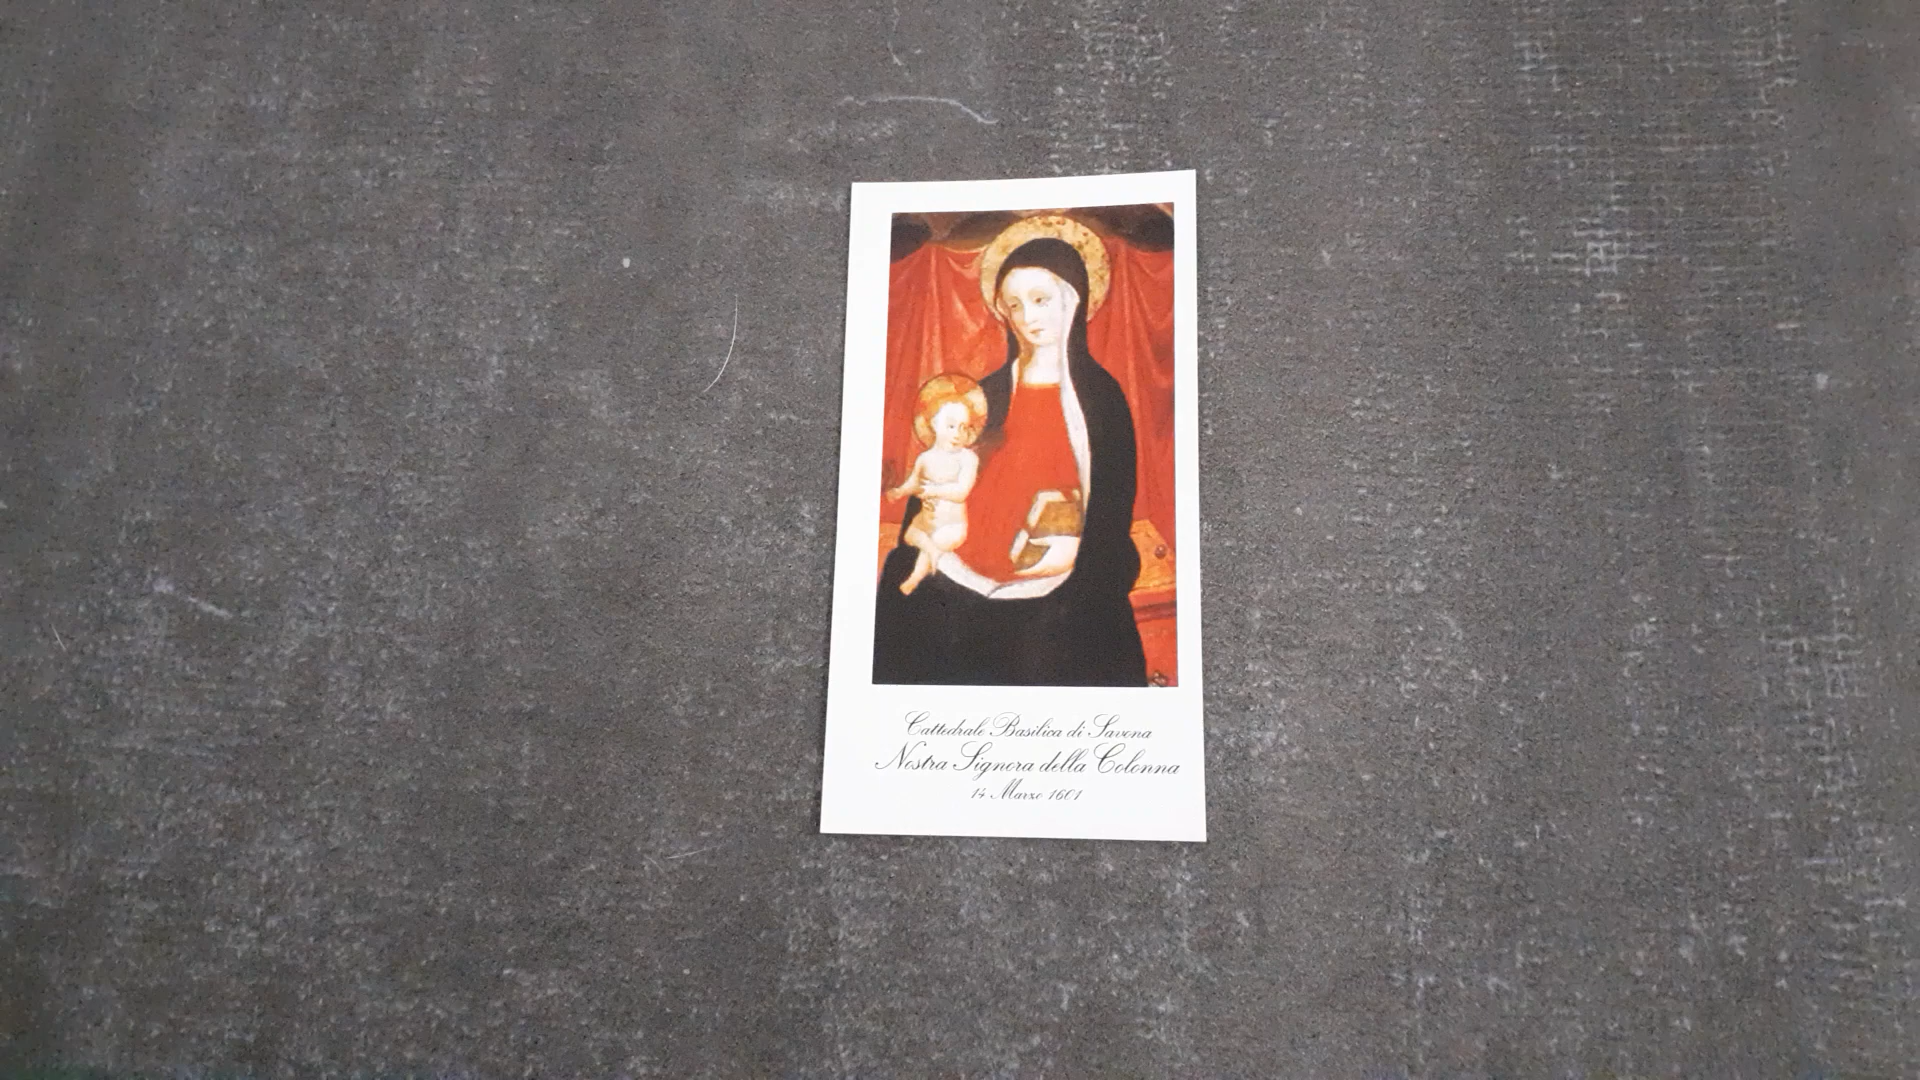 Cattedrale Basilica di Savona
Nostra Signora della Colonna
14 Marzo 1601